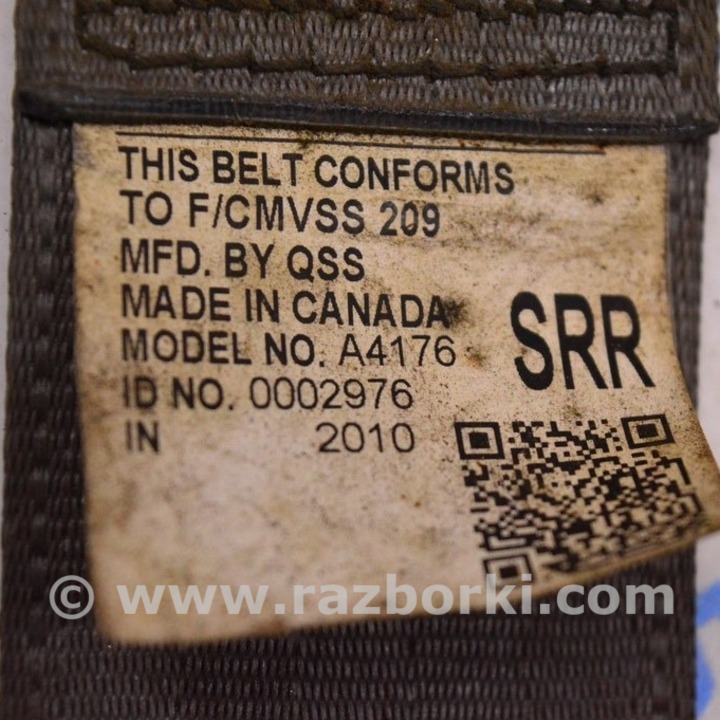 THIS BELT CONFORMS
TO F/CMVSS 209
MFD. BY QSS
MADE IN CANADA
MODEL NO. A4176
ID NO. 0002976
IN 2010
SRR
© www.razborki.com